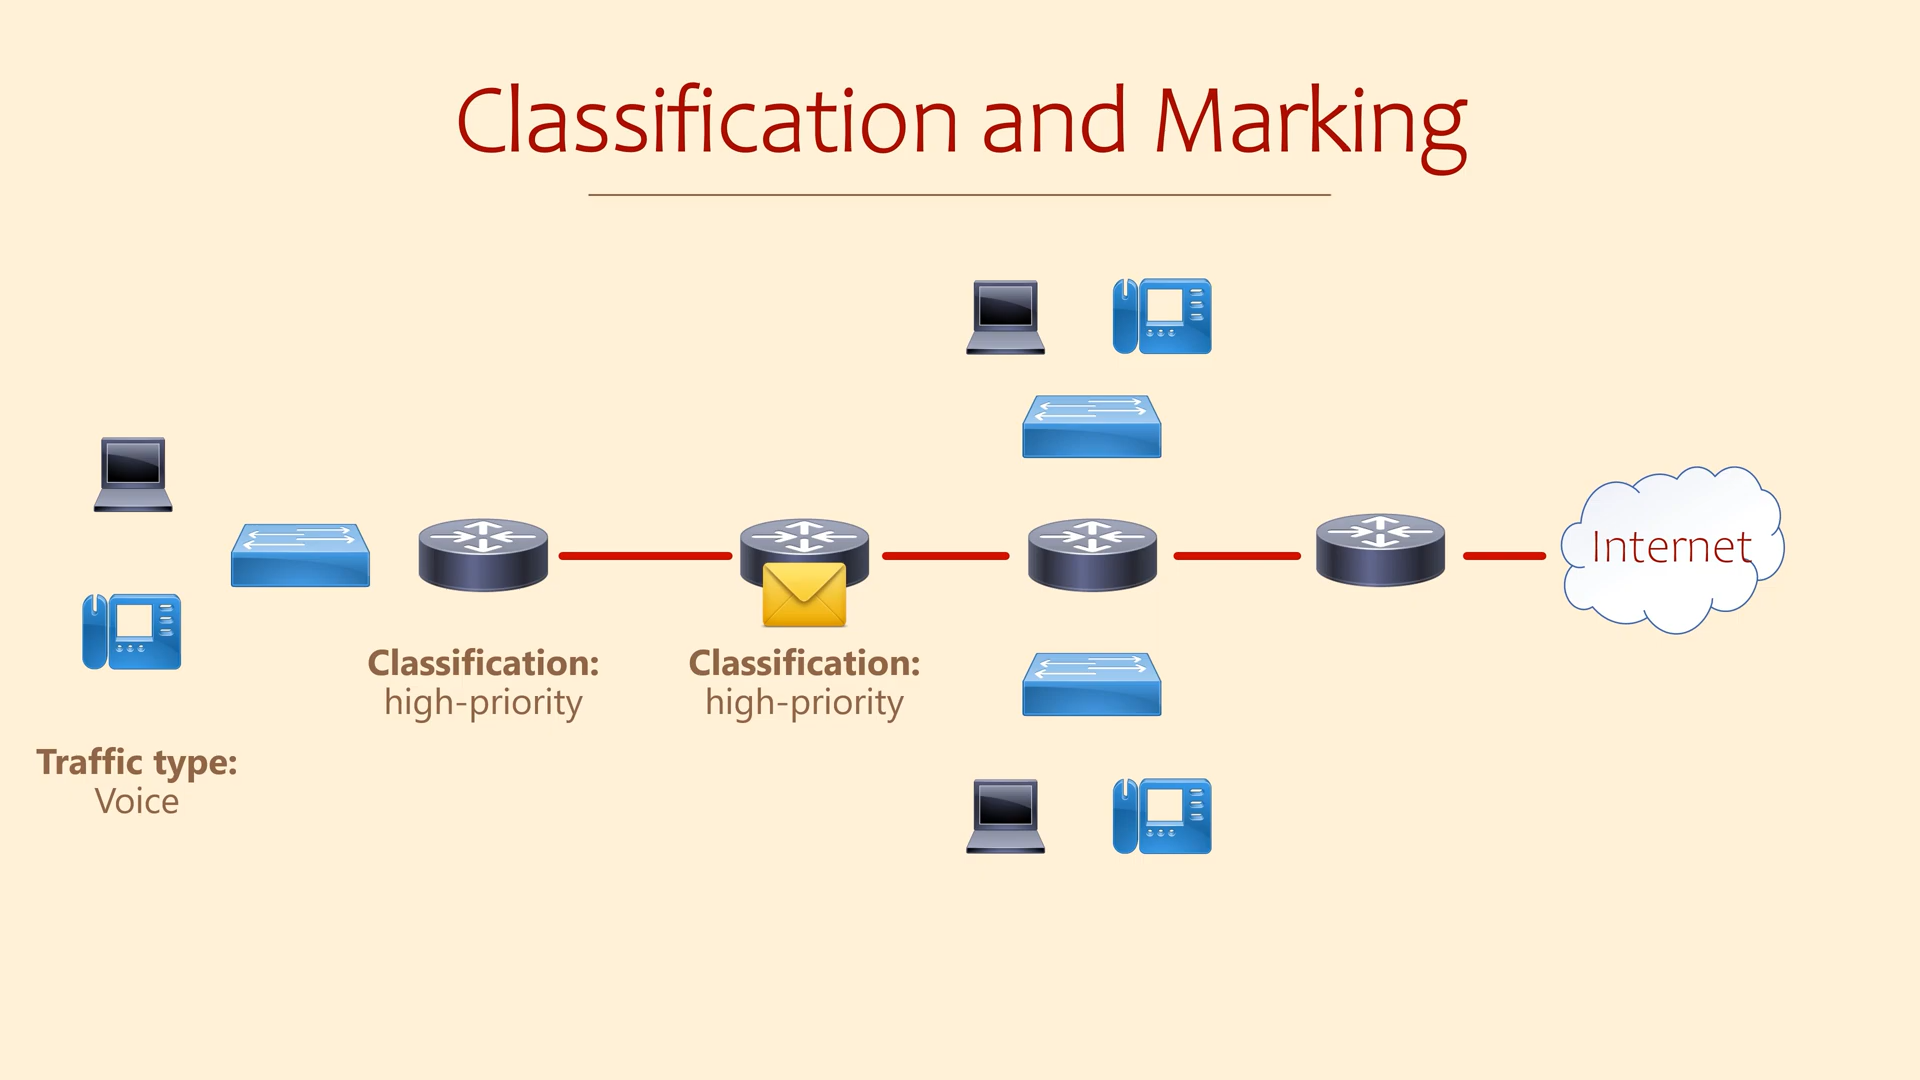 Classification and Marking
Internet
Classification:
high-priority
Classification:
high-priority
Traffic type:
Voice